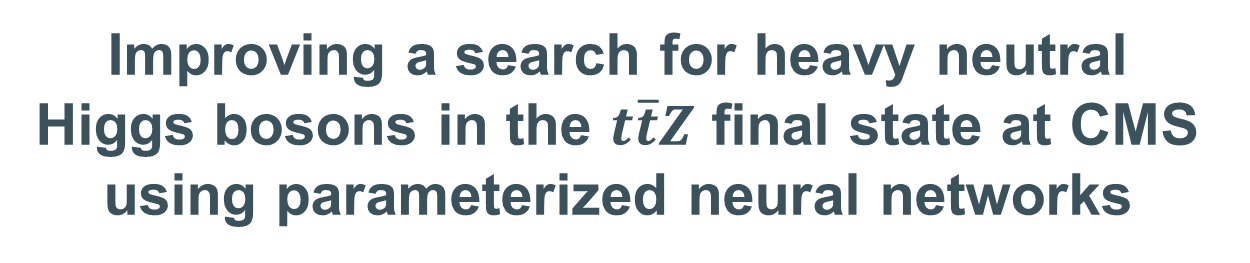 Improving a search for heavy neutral
Higgs bosons in the 𝑡𝑡̅𝑍 final state at CMS
using parameterized neural networks